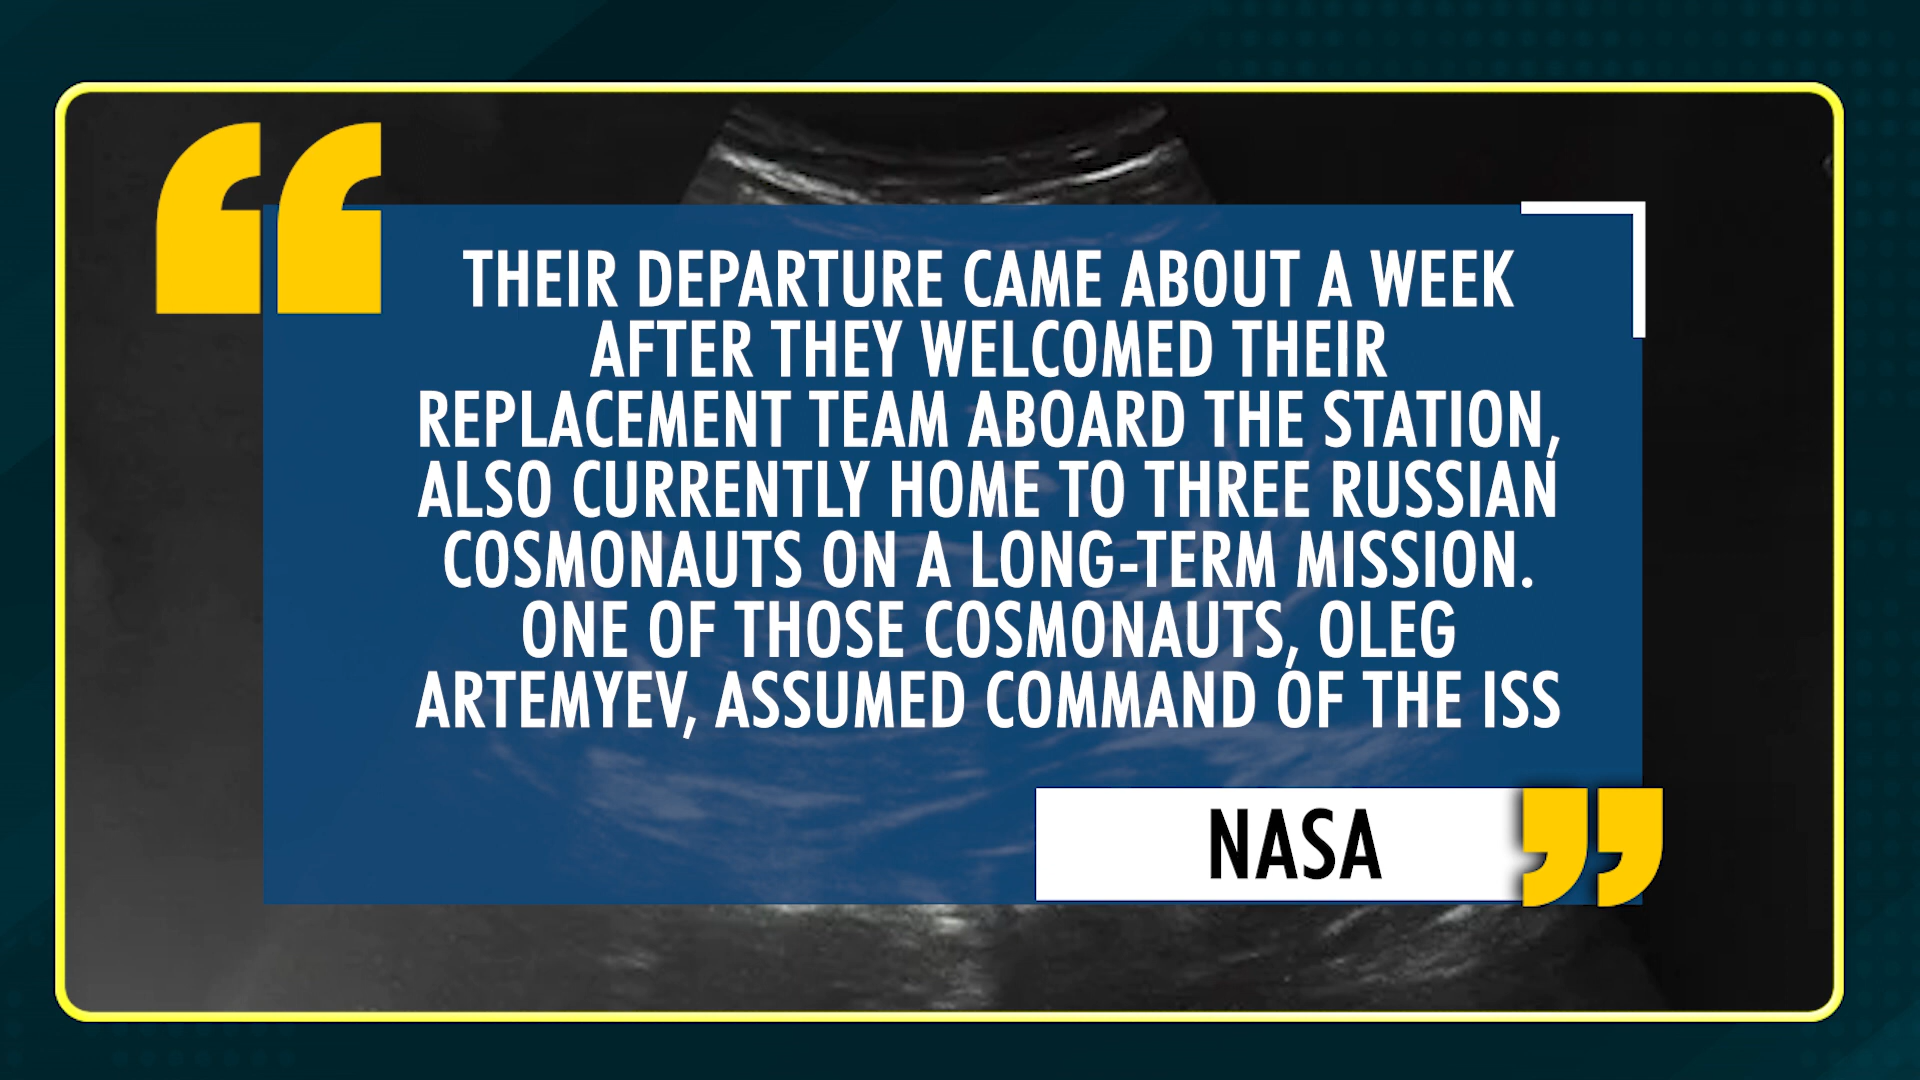 THEIR DEPARTURE CAME ABOUT A WEEK
AFTER THEY WELCOMED THEIR
REPLACEMENT TEAM ABOARD THE STATION,
ALSO CURRENTLY HOME TO THREE RUSSIAN
COSMONAUTS ON A LONG-TERM MISSION.
ONE OF THOSE COSMONAUTS, OLEG
ARTEMYEV, ASSUMED COMMAND OF THE ISS
NASA